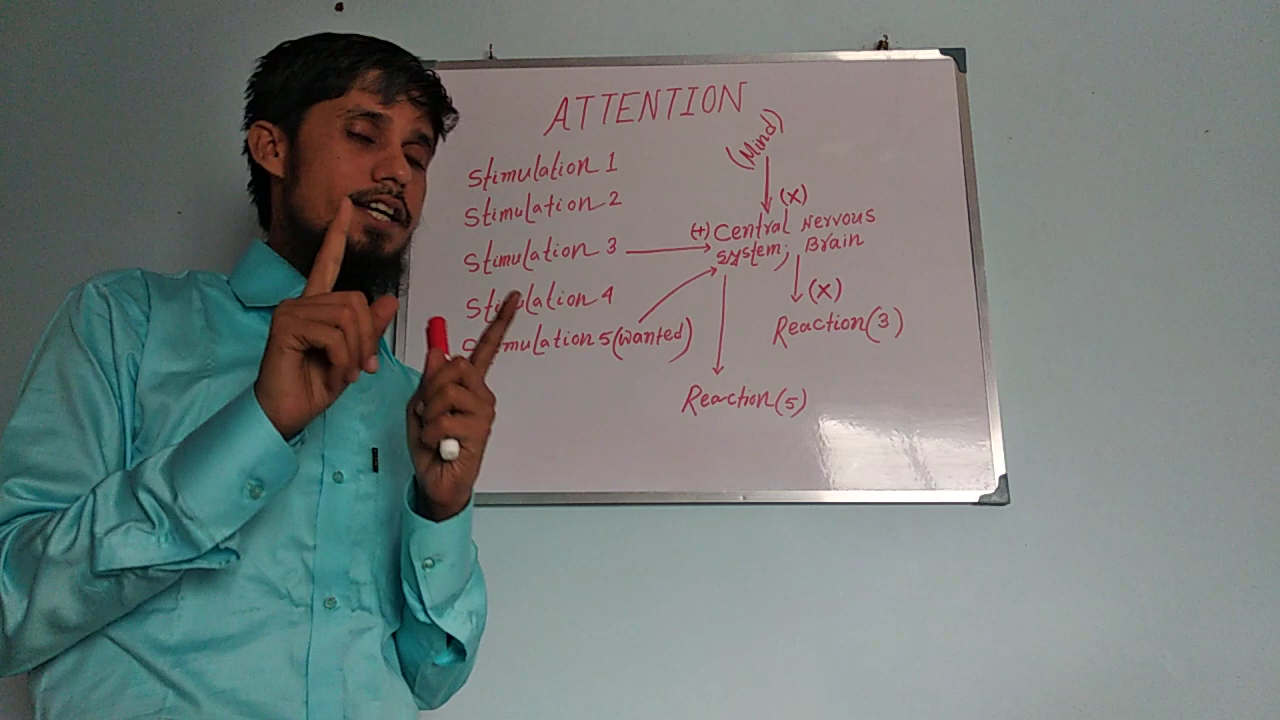 ATTENTION
(Mind)
Stimulation 1
Stimulation 2
(X)
(+) Central Nervous
System; Brain
Stimulation 3
Stimulation 4
(X)
Reaction(3)
5(Wanted)
Reaction(5)